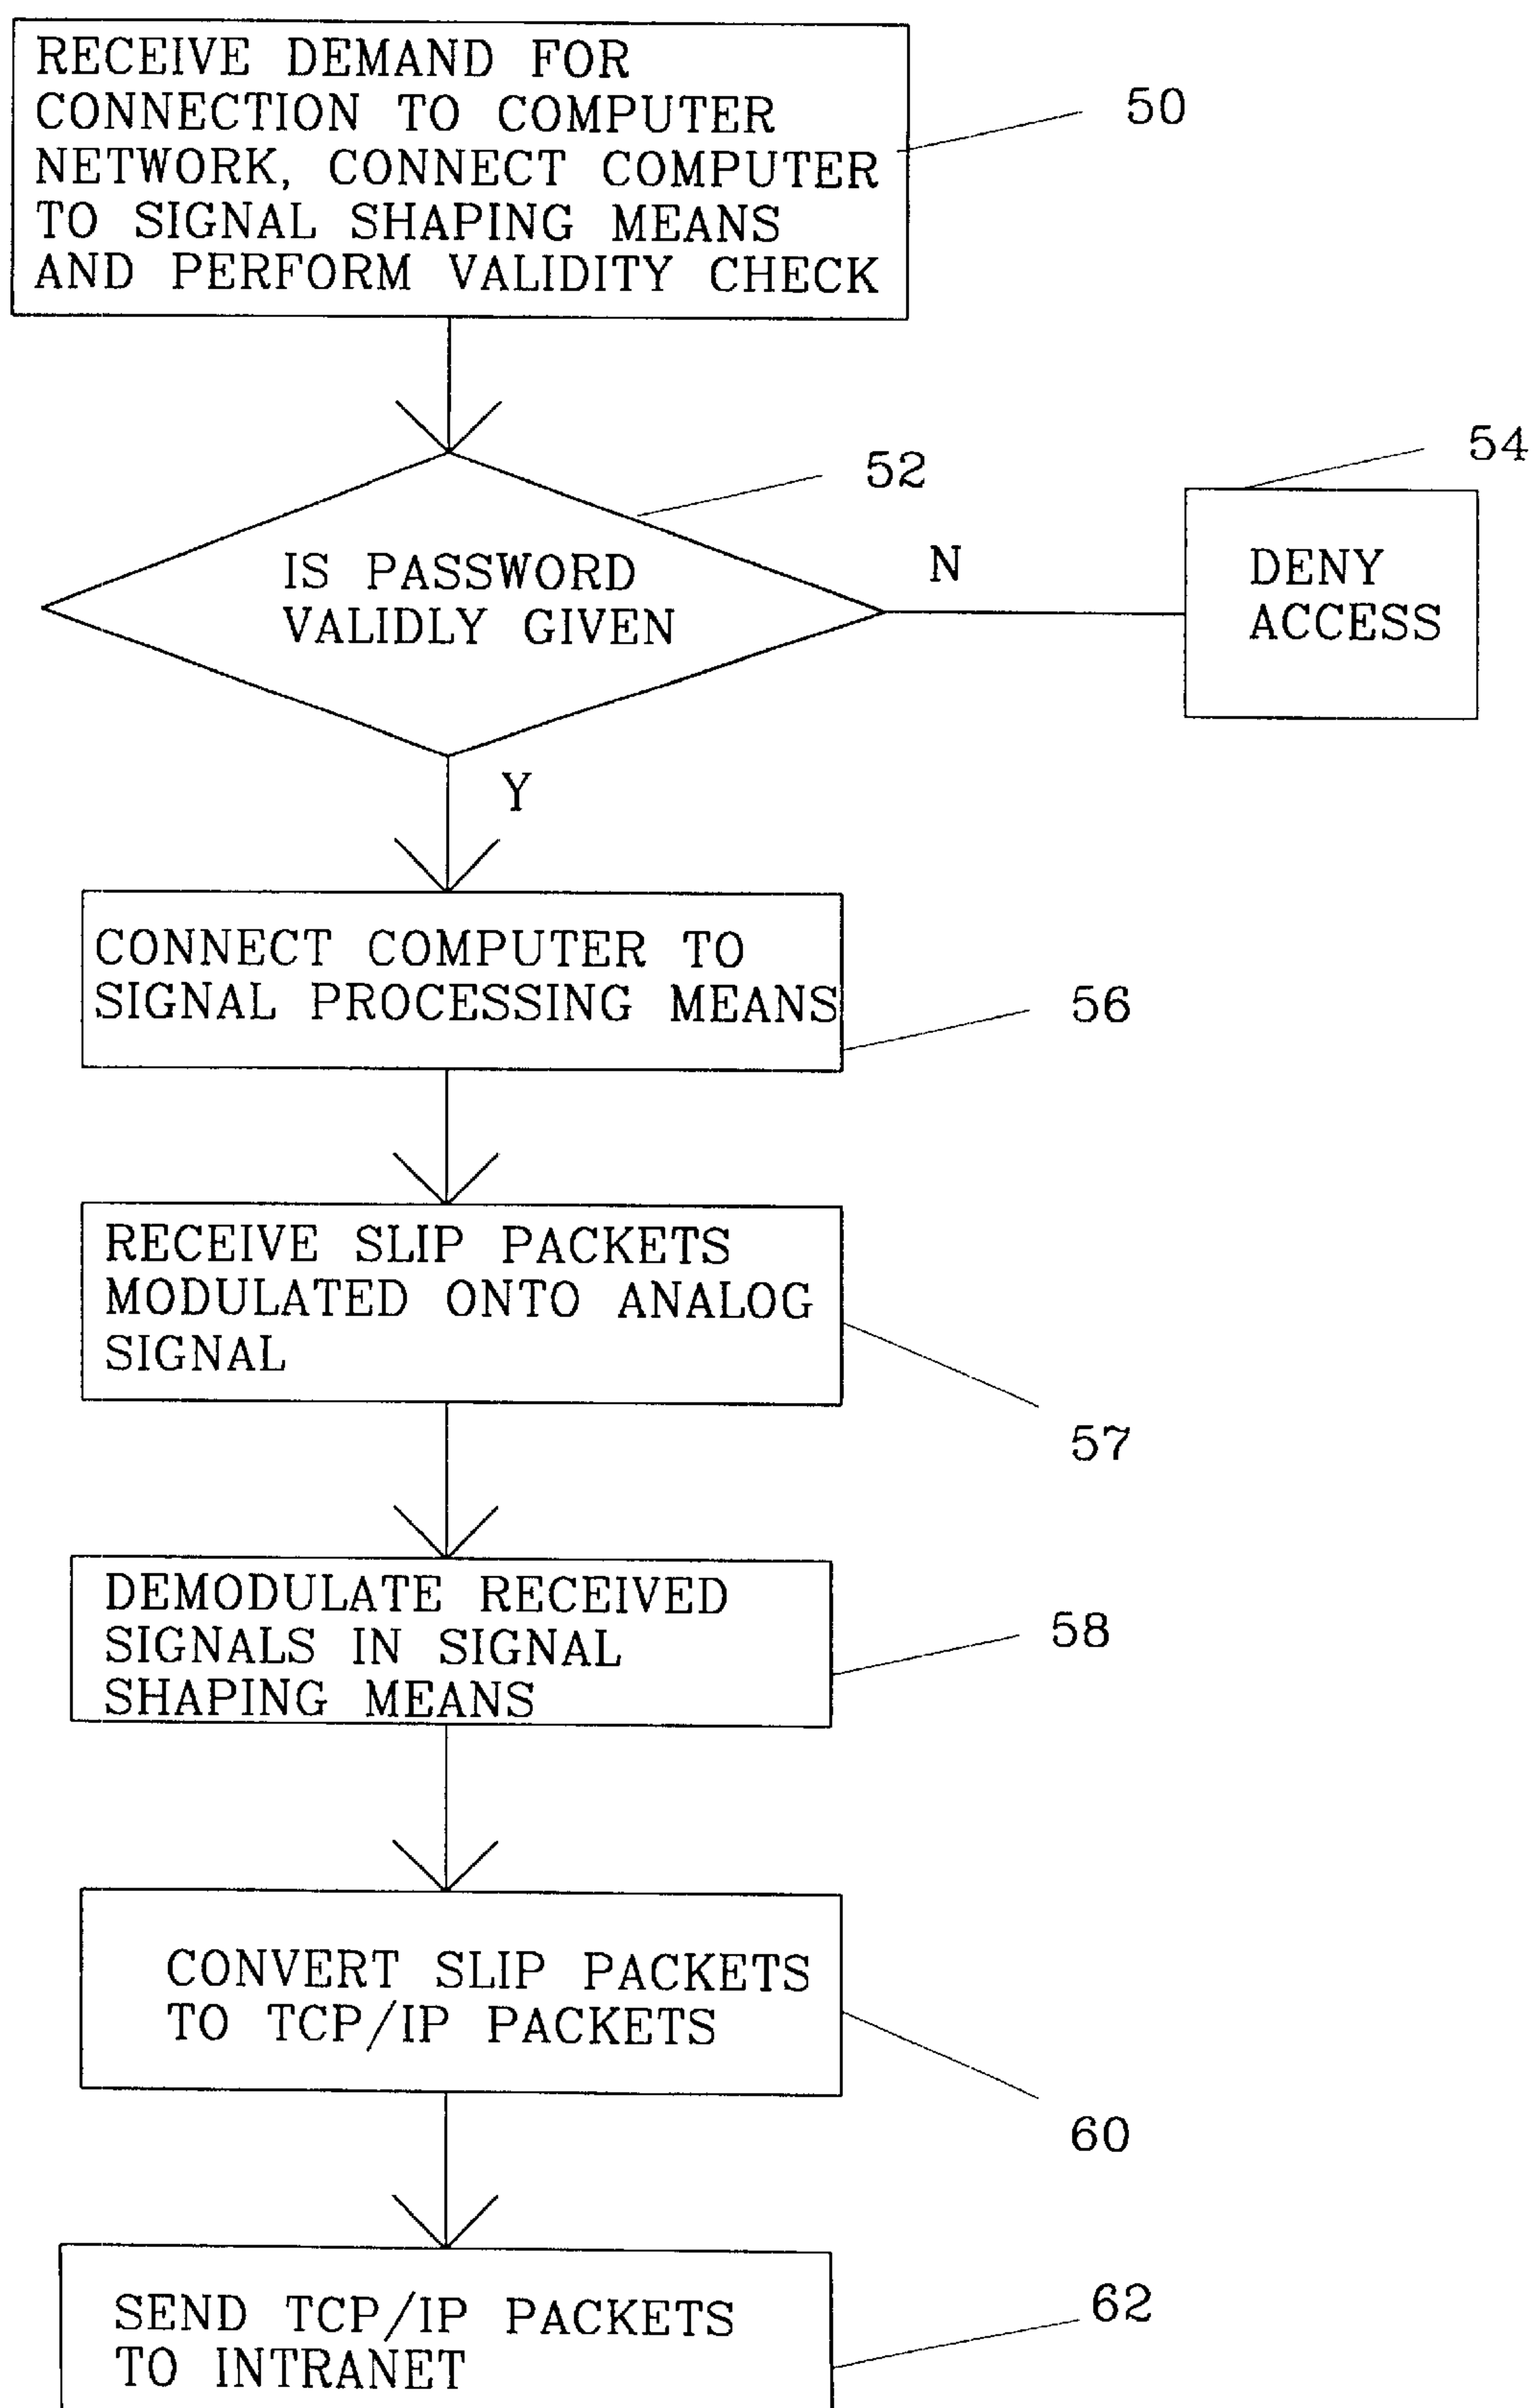 RECEIVE DEMAND FOR
CONNECTION TO COMPUTER
NETWORK, CONNECT COMPUTER
TO SIGNAL SHAPING MEANS
AND PERFORM VALIDITY CHECK
50
IS PASSWORD
VALIDLY GIVEN
52
N
54
DENY
ACCESS
Y
CONNECT COMPUTER TO
SIGNAL PROCESSING MEANS
56
RECEIVE SLIP PACKETS
MODULATED ONTO ANALOG
SIGNAL
57
DEMODULATE RECEIVED
SIGNALS IN SIGNAL
SHAPING MEANS
58
CONVERT SLIP PACKETS
TO TCP/IP PACKETS
60
SEND TCP/IP PACKETS
TO INTRANET
62